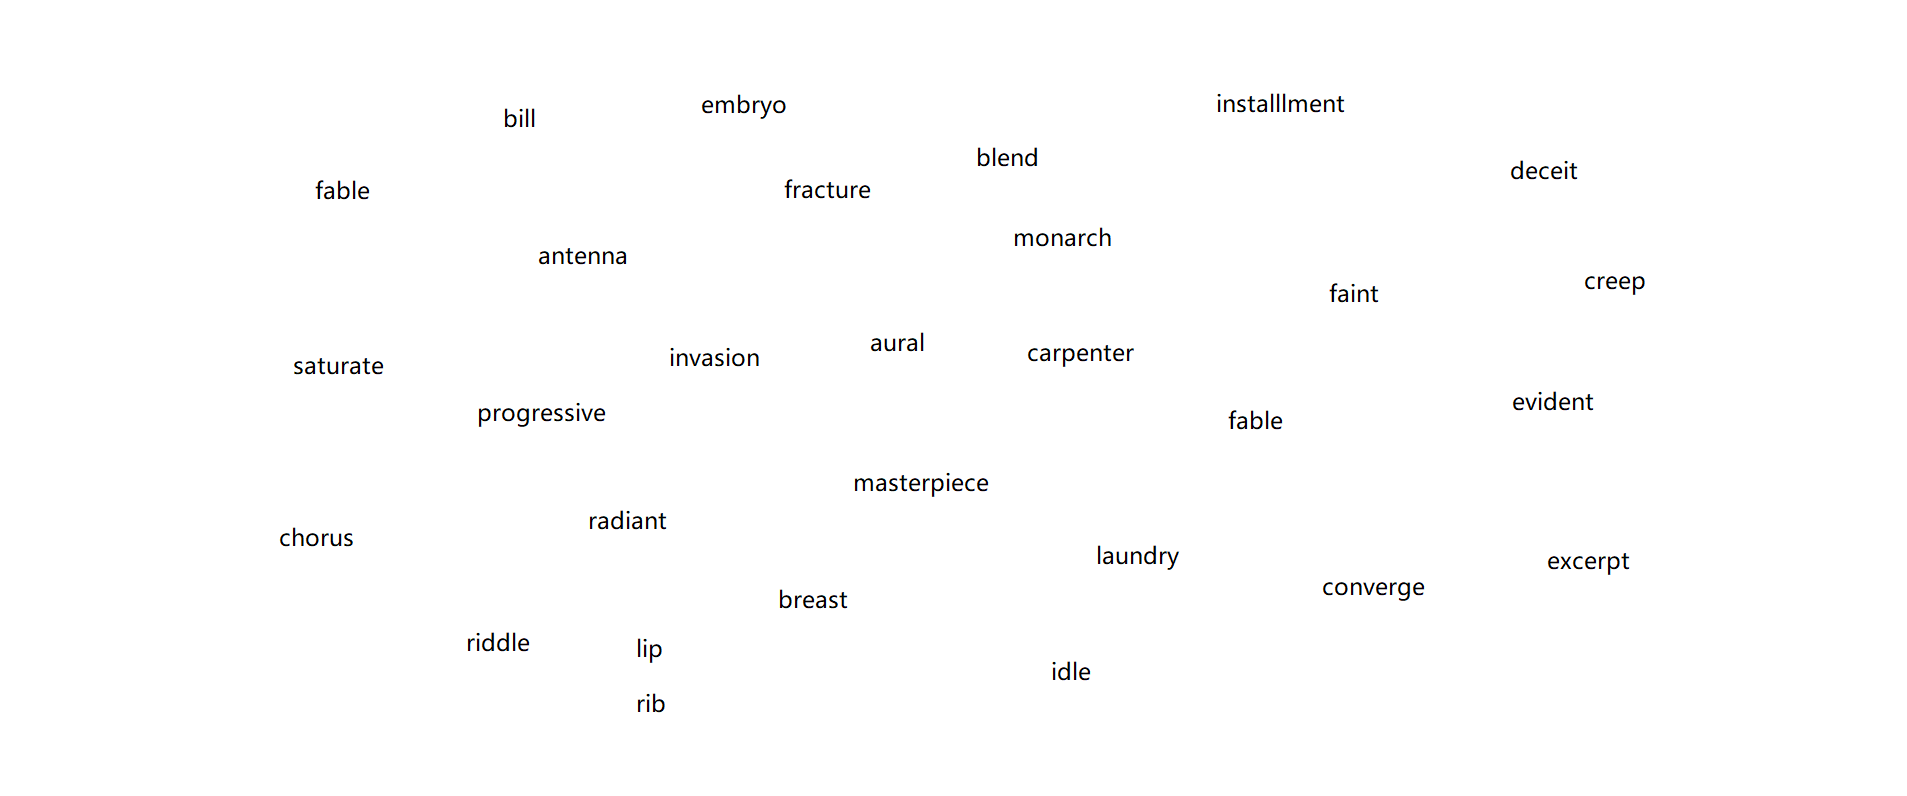 bill
embryo
installlment
blend
deceit
fable
fracture
monarch
antenna
faint
creep
saturate
invasion
aural
carpenter
progressive
fable
evident
masterpiece
chorus
radiant
laundry
excerpt
breast
converge
riddle
lip
idle
rib